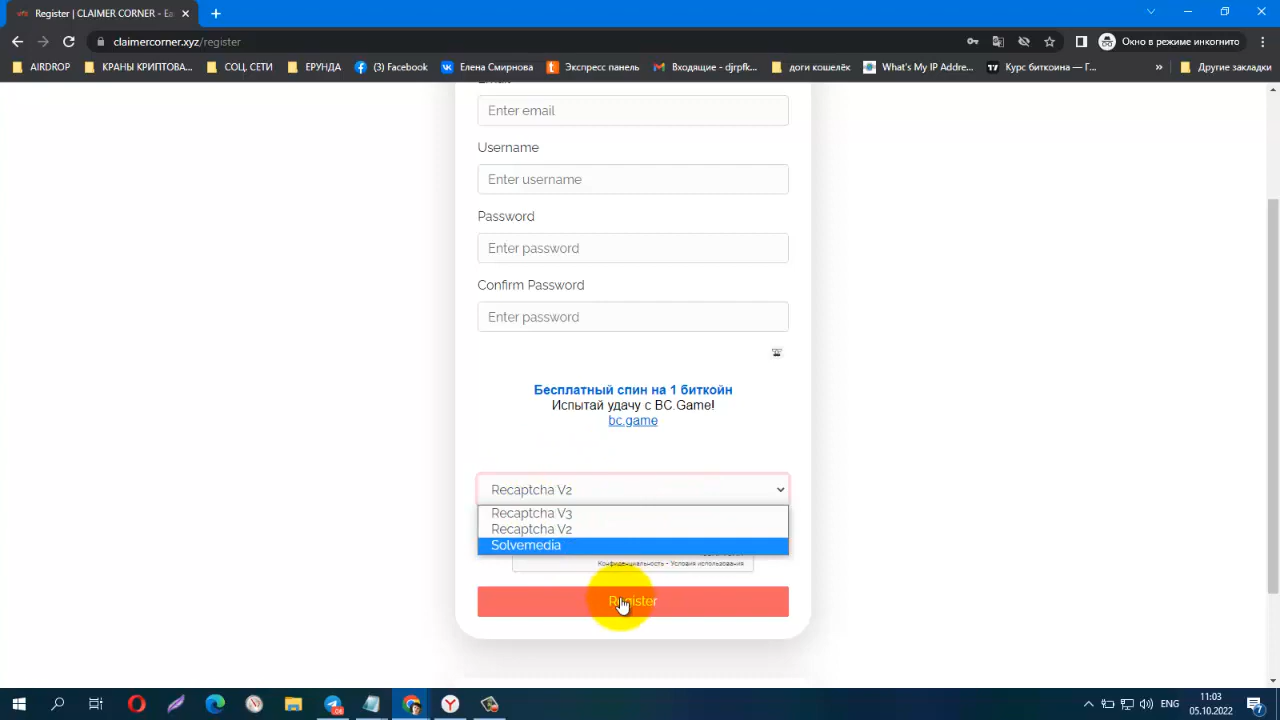 Register | CLAIMER CORNER - Ea
claimercorner.xyz/register
Окно в режиме инкогнито
AIRDROP
КРАНЫ КРИПТОВА...
СОЦ.СЕТИ
ЕРУНДА
(3) Facebook
Елена Смирнова
Экспресс панель
Входящие - djrpfk...
доги кошелёк
What's My IP Addre...
Курс биткоина — Г...
»
Другие закладки
Enter email
Username
Enter username
Password
Enter password
Confirm Password
Enter password
Бесплатный спин на 1 биткойн
Испытай удачу с BC.Game!
bc.game
Recaptcha V2
Recaptcha V3
Recaptcha V2
Solvemedia
Конфиденциальность - Условия использования
Register
ENG
11:03
05.10.2022